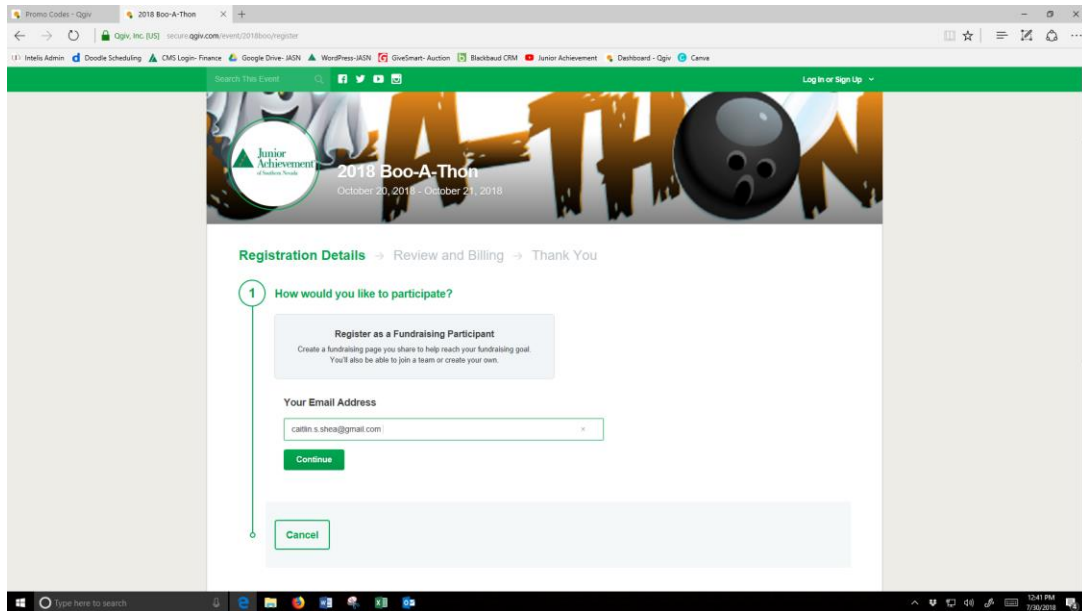 Promo Codes - Qgiv
2018 Boo-A-Thon
Qgiv, Inc. [US] secure.qgiv.com/event/2018boo/register
Intelis Admin Doodle Scheduling CMS Login- Finance Google Drive- JASN WordPress-JASN GiveSmart- Auction Blackbaud CRM Junior Achievement Dashboard - Qgiv Canva
Search This Event
Log In or Sign Up
A-THON
Junior
Achievement
of Southern Nevada
2018 Boo-A-Thon
October 20, 2018 - October 21, 2018
Registration Details → Review and Billing → Thank You
1 How would you like to participate?
Register as a Fundraising Participant
Create a fundraising page you share to help reach your fundraising goal.
You'll also be able to join a team or create your own.
Your Email Address
caitlin.s.shea@gmail.com
Continue
Cancel
Type here to search
12:41 PM
7/30/2018